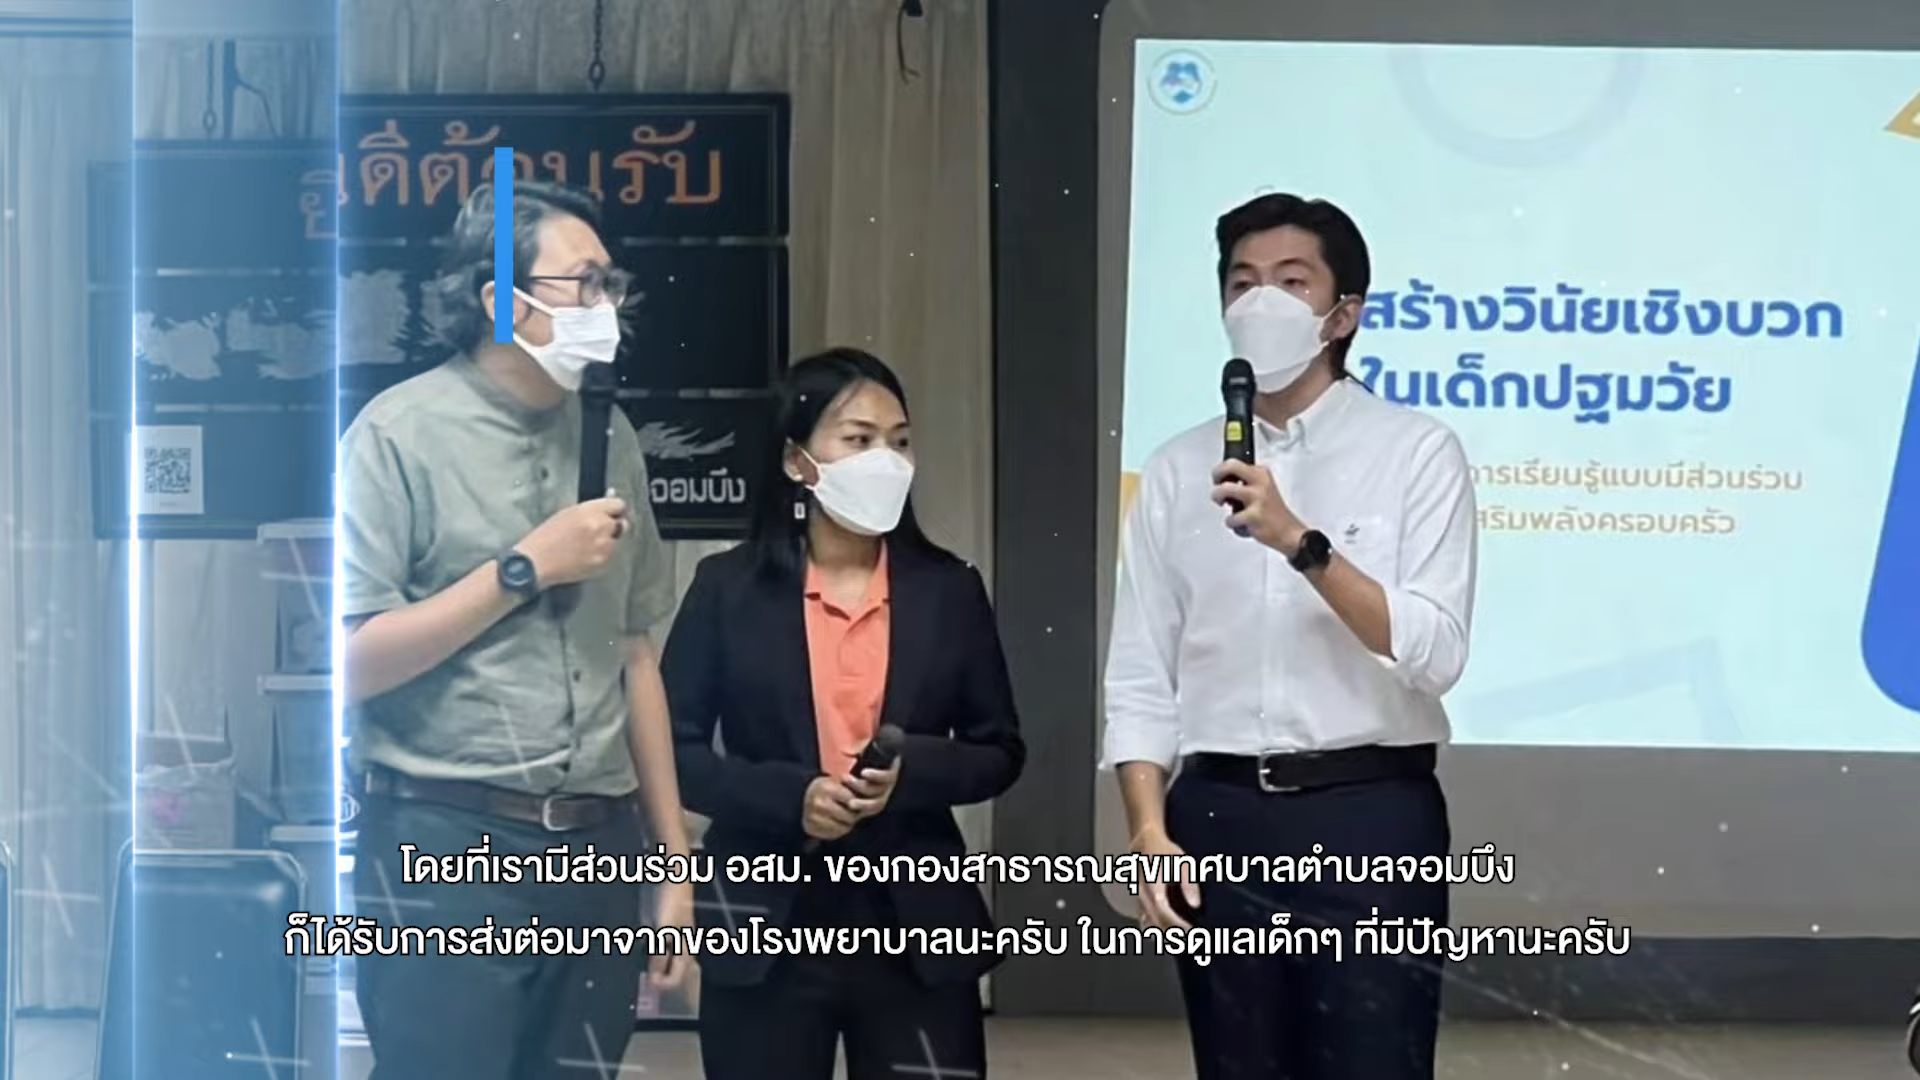 ยินดีต้อนรับ
จอมบึง
สร้างวินัยเชิงบวก
ในเด็กปฐมวัย
การเรียนรู้แบบมีส่วนร่วม
สริมพลังครอบครัว
โดยที่เรามีส่วนร่วม อสม. ของกองสาธารณสุขเทศบาลตำบลจอมบึง
ก็ได้รับการส่งต่อมาจากของโรงพยาบาลนะครับ ในการดูแลเด็กๆ ที่มีปัญหานะครับ